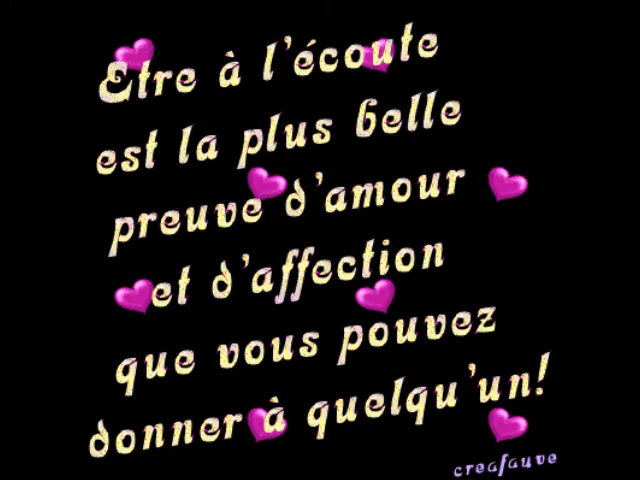 Etre à l'écoute
est la plus belle
preuve d'amour
et d'affection
que vous pouvez
donner à quelqu'un!
creafauve